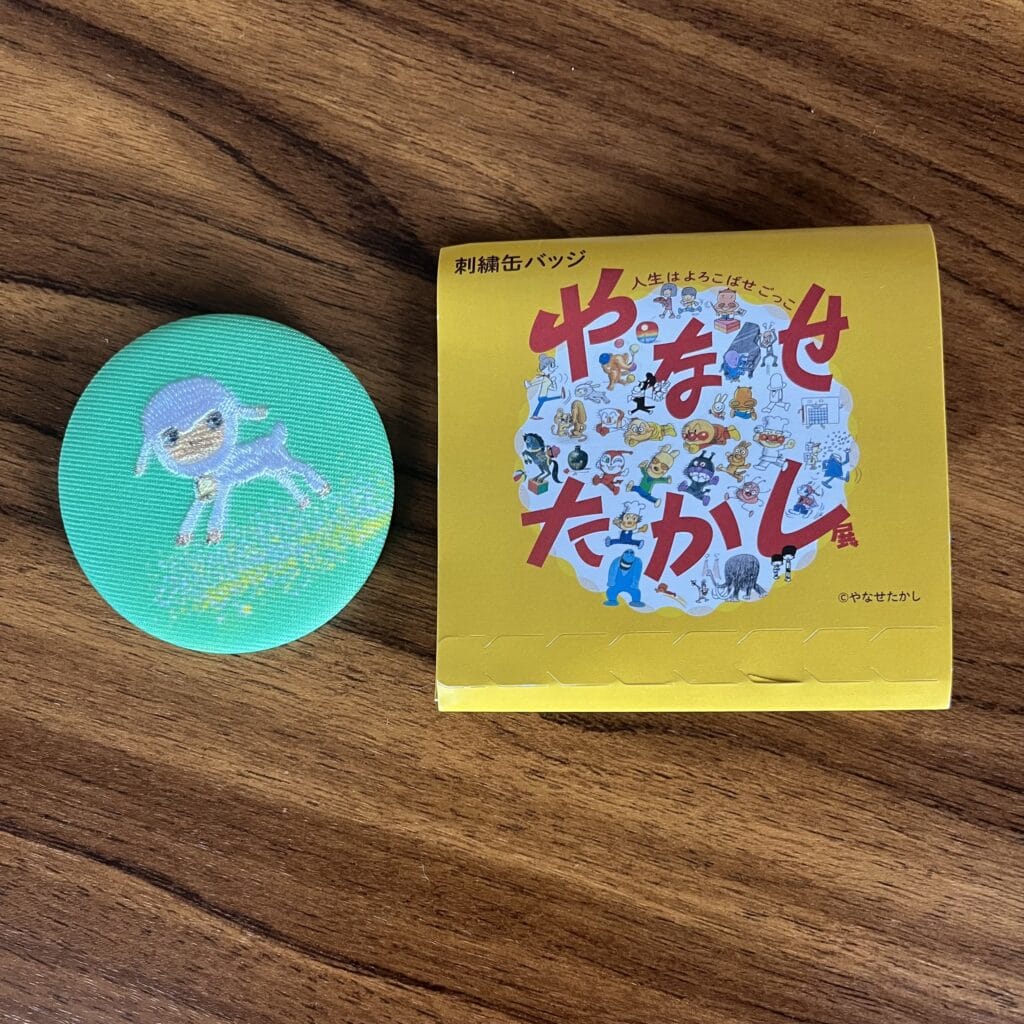 刺繍缶バッジ
人生はよろこばせごっこ
やなせ
たかし展
©やなせたかし